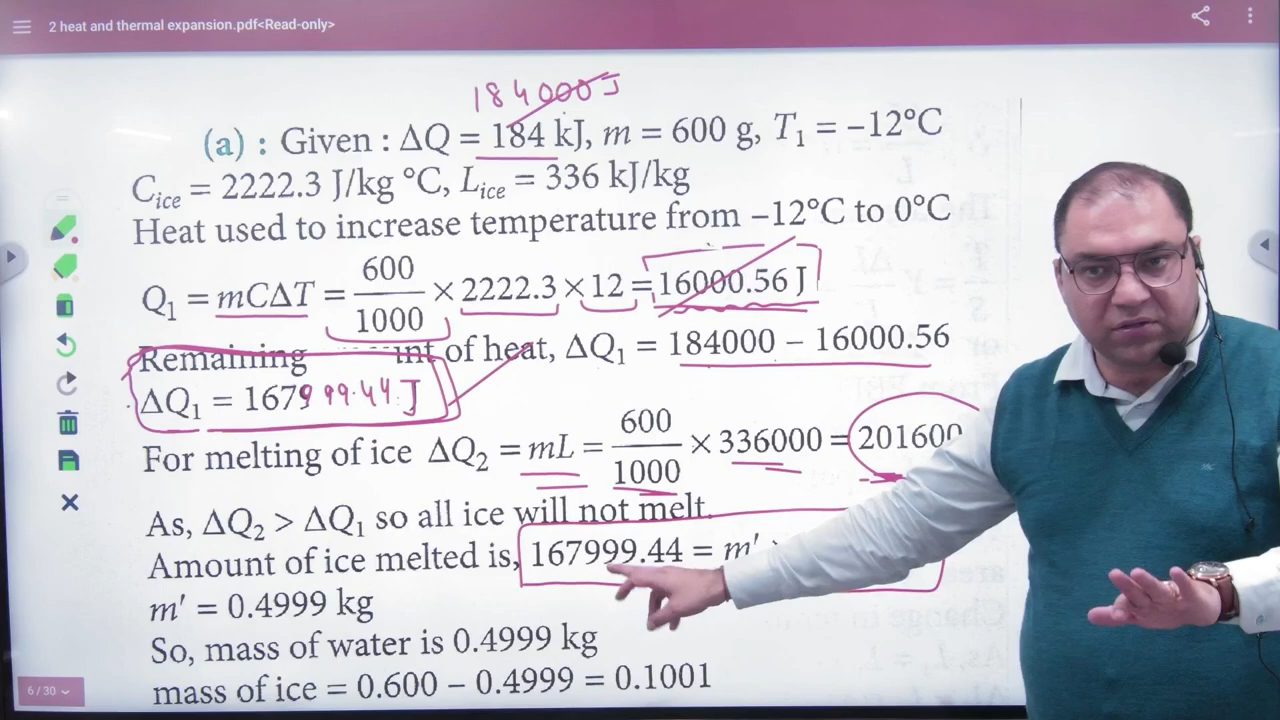 2 heat and thermal expansion.pdf<Read-only>
184000J
(a) : Given : ΔQ = 184 kJ, m = 600 g, T₁ = −12°C
C_ice = 2222.3 J/kg °C, L_ice = 336 kJ/kg
Heat used to increase temperature from −12°C to 0°C
Q₁ = mCΔT = 600/1000 × 2222.3 × 12 = 16000.56 J
Remaining of heat, ΔQ₁ = 184000 − 16000.56
ΔQ₁ = 167999.44 J
For melting of ice ΔQ₂ = mL = 600/1000 × 336000 = 201600
As, ΔQ₂ > ΔQ₁ so all ice will not melt.
Amount of ice melted is, 167999.44 = m′
m′ = 0.4999 kg
So, mass of water is 0.4999 kg
mass of ice = 0.600 − 0.4999 = 0.1001
6 / 30